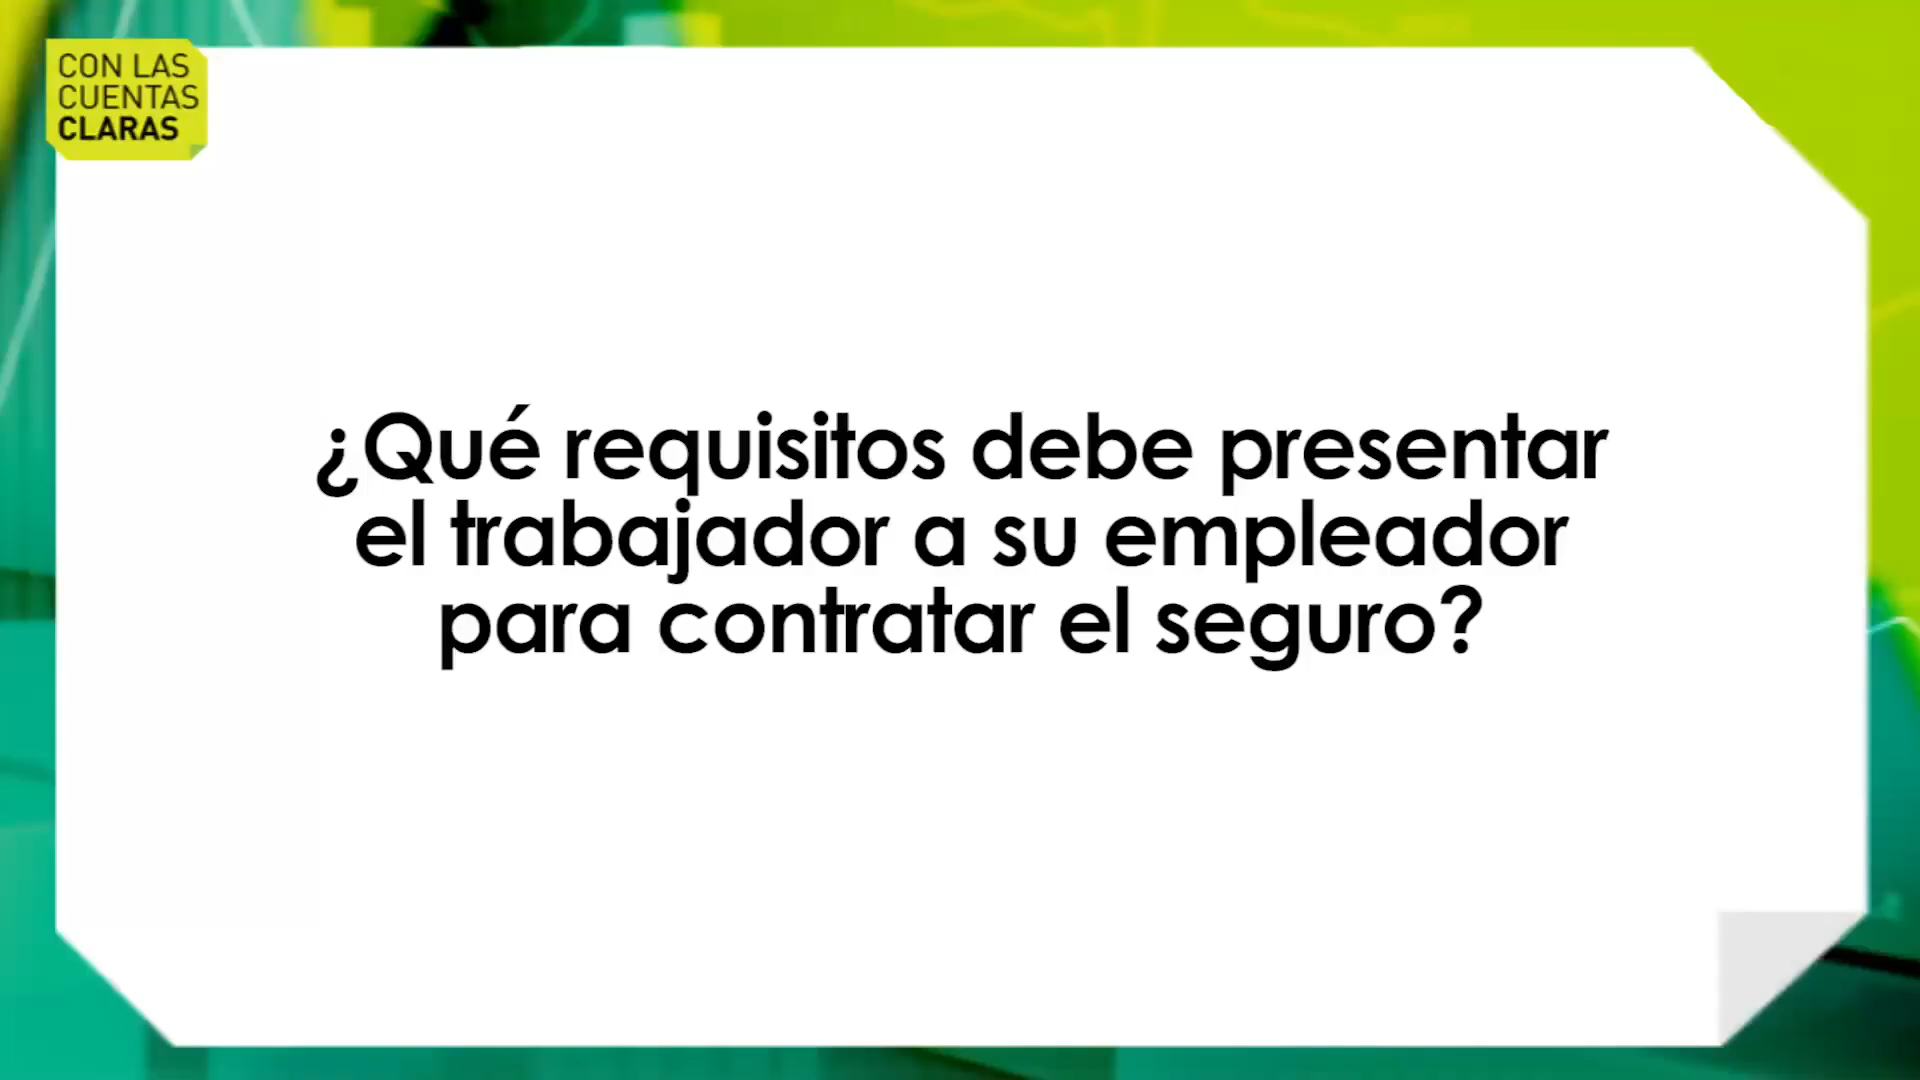 CON LAS
CUENTAS
CLARAS
¿Qué requisitos debe presentar
el trabajador a su empleador
para contratar el seguro?